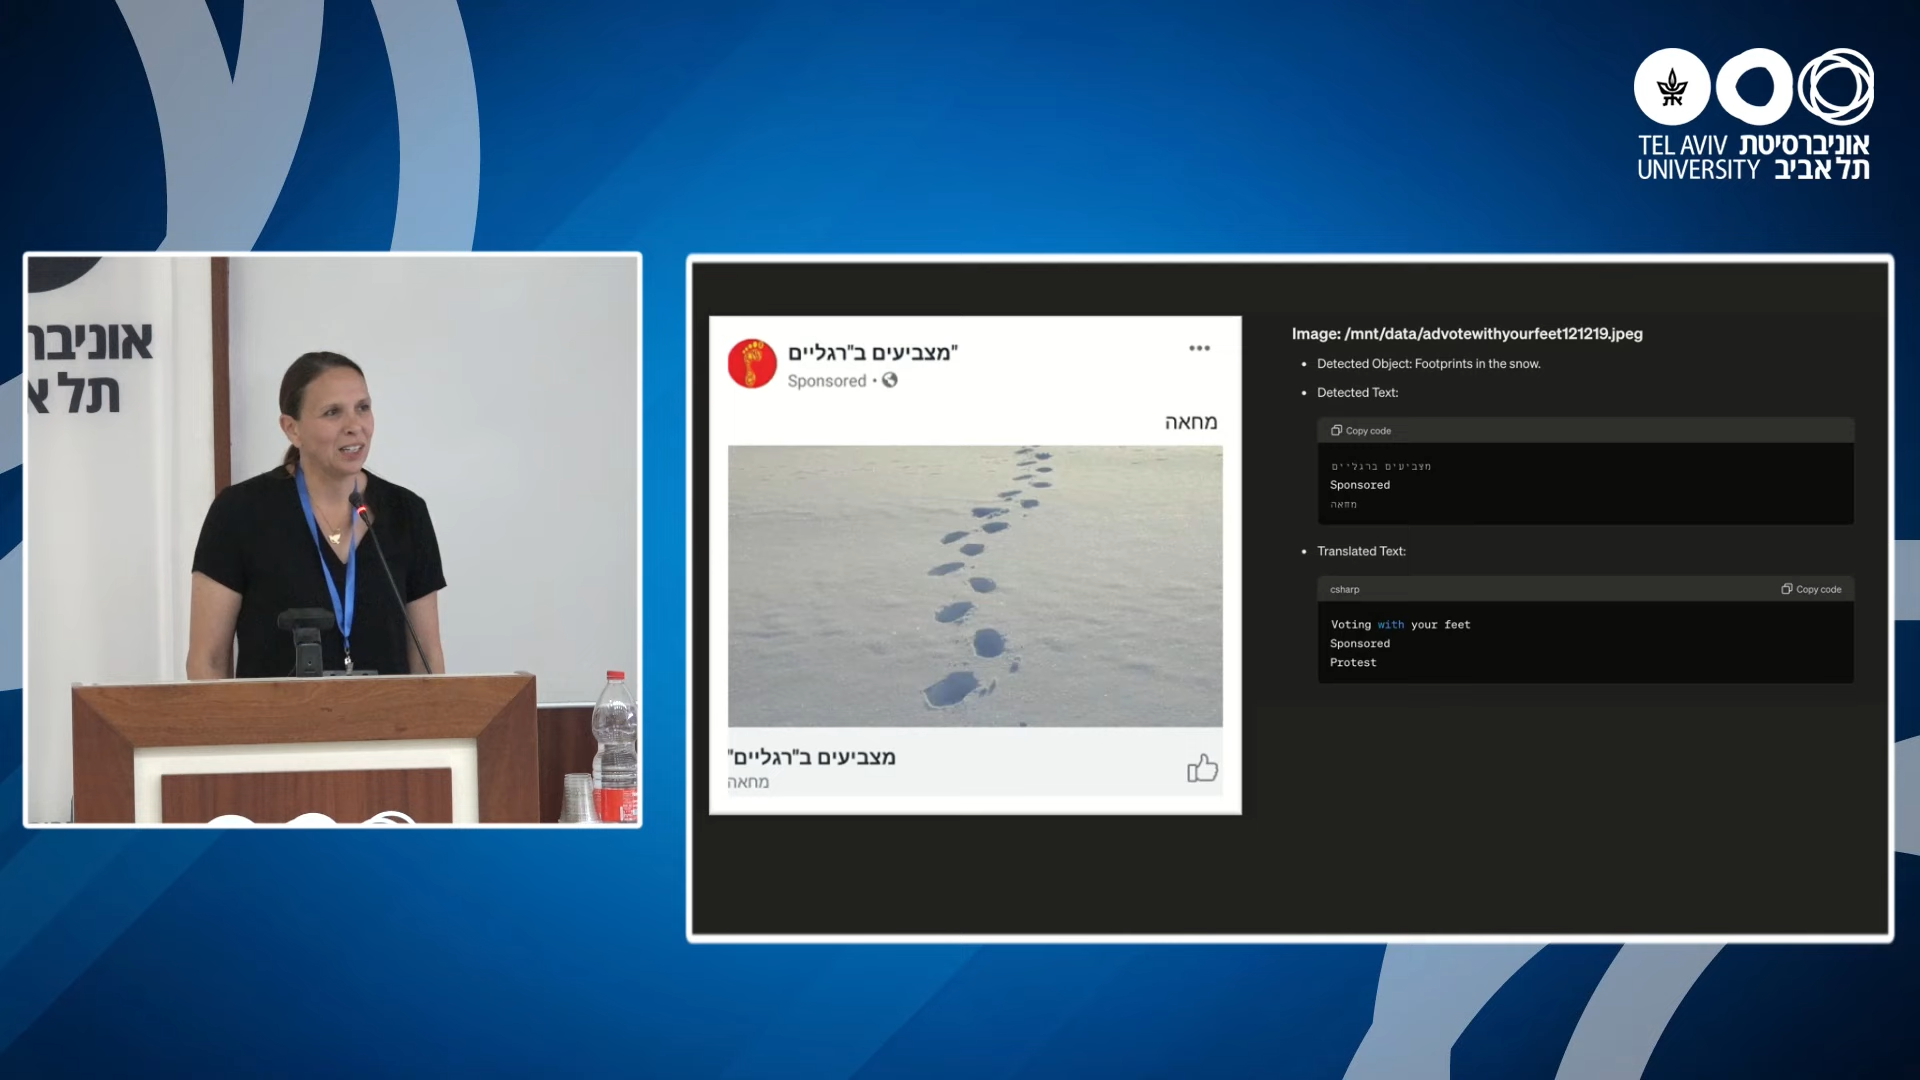 TEL AVIV אוניברסיטת
UNIVERSITY תל אביב
אוניבר
תל א
מצביעים ב"רגליים"
Sponsored
מחאה
מצביעים ב"רגליים"
מחאה
Image: /mnt/data/advotewithyourfeet121219.jpeg
• Detected Object: Footprints in the snow.
• Detected Text:
Copy code
מצביעים ברגליים
Sponsored
מחאה
• Translated Text:
csharp Copy code
Voting with your feet
Sponsored
Protest